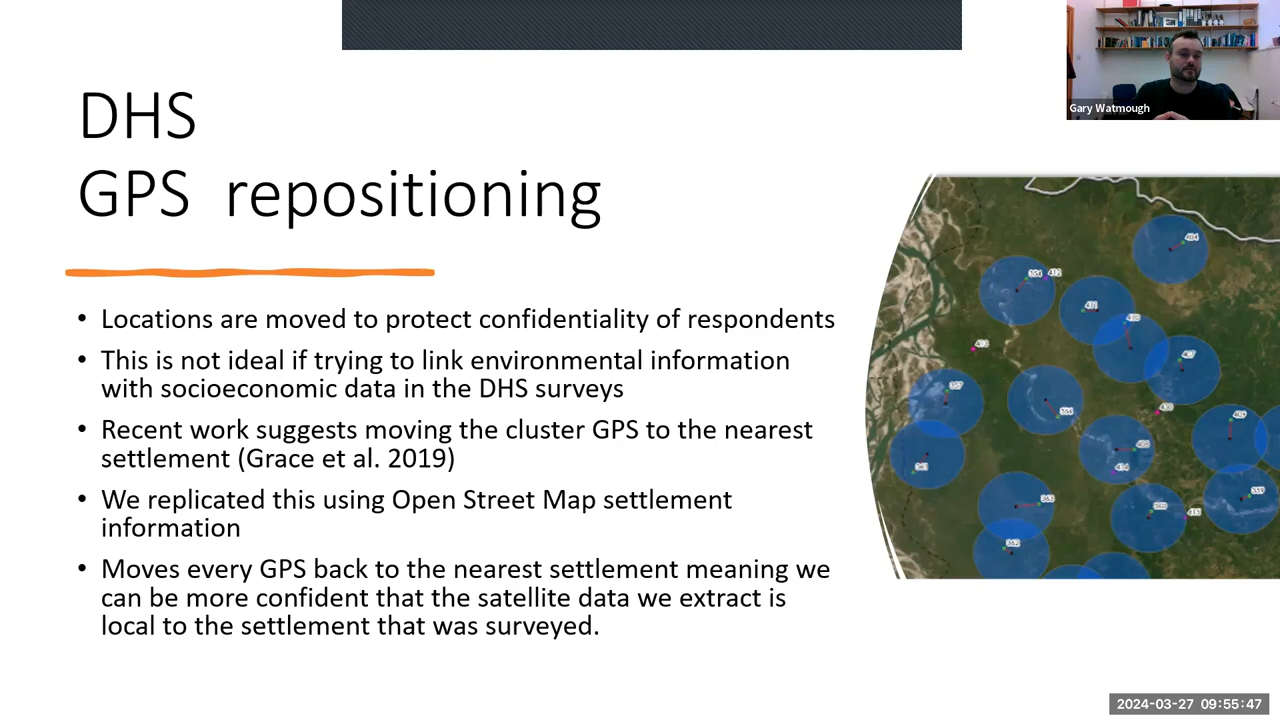 Gary Watmough
DHS
GPS repositioning
• Locations are moved to protect confidentiality of respondents
• This is not ideal if trying to link environmental information
with socioeconomic data in the DHS surveys
• Recent work suggests moving the cluster GPS to the nearest
settlement (Grace et al. 2019)
• We replicated this using Open Street Map settlement
information
• Moves every GPS back to the nearest settlement meaning we
can be more confident that the satellite data we extract is
local to the settlement that was surveyed.
2024-03-27 09:55:47